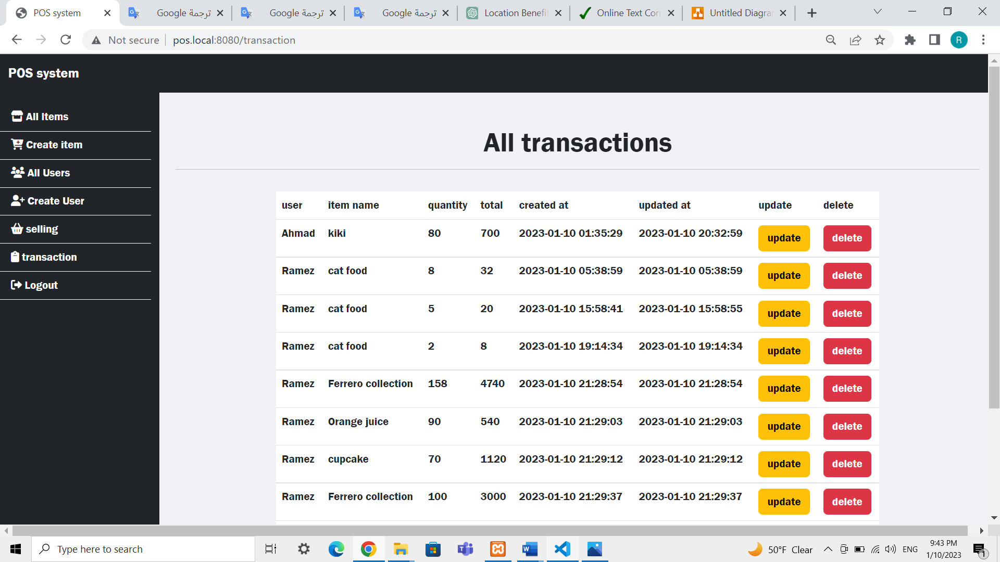 POS system
Google ترجمة
Google ترجمة
Google ترجمة
Location Benefit
Online Text Cor
Untitled Diagra
Not secure
pos.local:8080/transaction
R
POS system
All Items
Create item
All Users
Create User
selling
transaction
Logout
All transactions
user item name quantity total created at updated at update delete
Ahmad kiki 80 700 2023-01-10 01:35:29 2023-01-10 20:32:59 update delete
Ramez cat food 8 32 2023-01-10 05:38:59 2023-01-10 05:38:59 update delete
Ramez cat food 5 20 2023-01-10 15:58:41 2023-01-10 15:58:55 update delete
Ramez cat food 2 8 2023-01-10 19:14:34 2023-01-10 19:14:34 update delete
Ramez Ferrero collection 158 4740 2023-01-10 21:28:54 2023-01-10 21:28:54 update delete
Ramez Orange juice 90 540 2023-01-10 21:29:03 2023-01-10 21:29:03 update delete
Ramez cupcake 70 1120 2023-01-10 21:29:12 2023-01-10 21:29:12 update delete
Ramez Ferrero collection 100 3000 2023-01-10 21:29:37 2023-01-10 21:29:37 update delete
Type here to search
50°F Clear
ENG
9:43 PM
1/10/2023
1